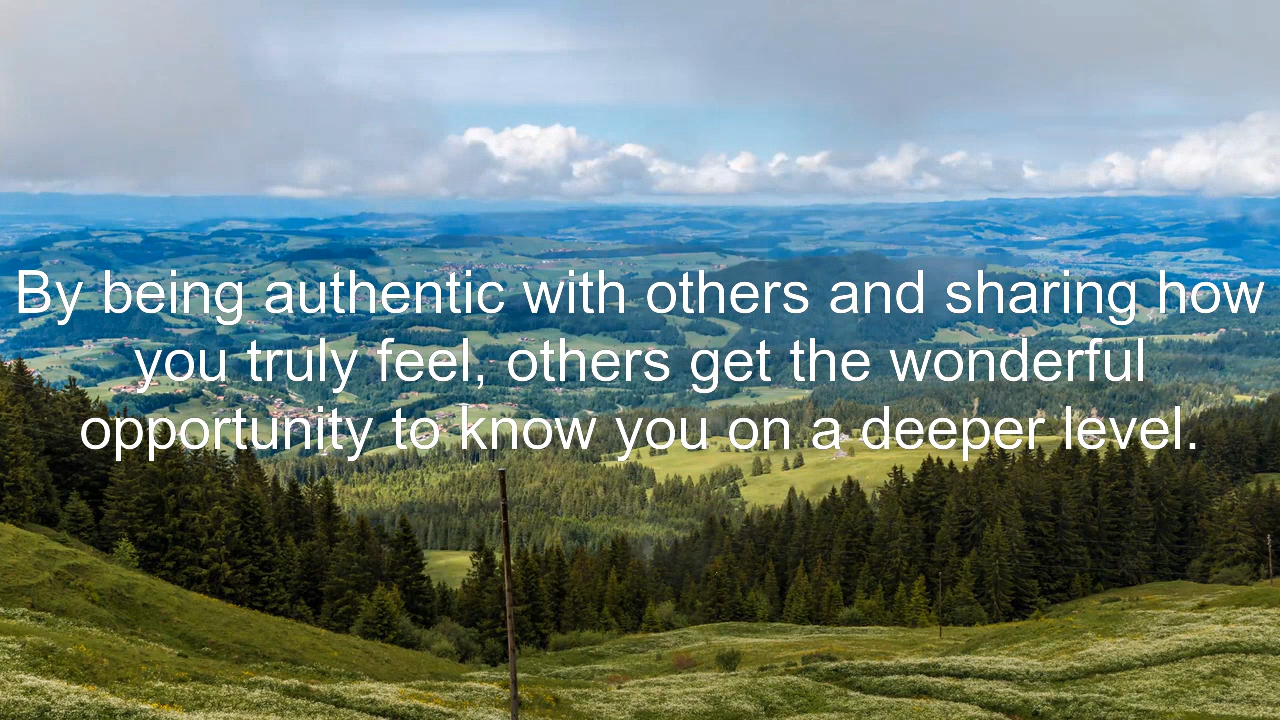 By being authentic with others and sharing how
you truly feel, others get the wonderful
opportunity to know you on a deeper level.